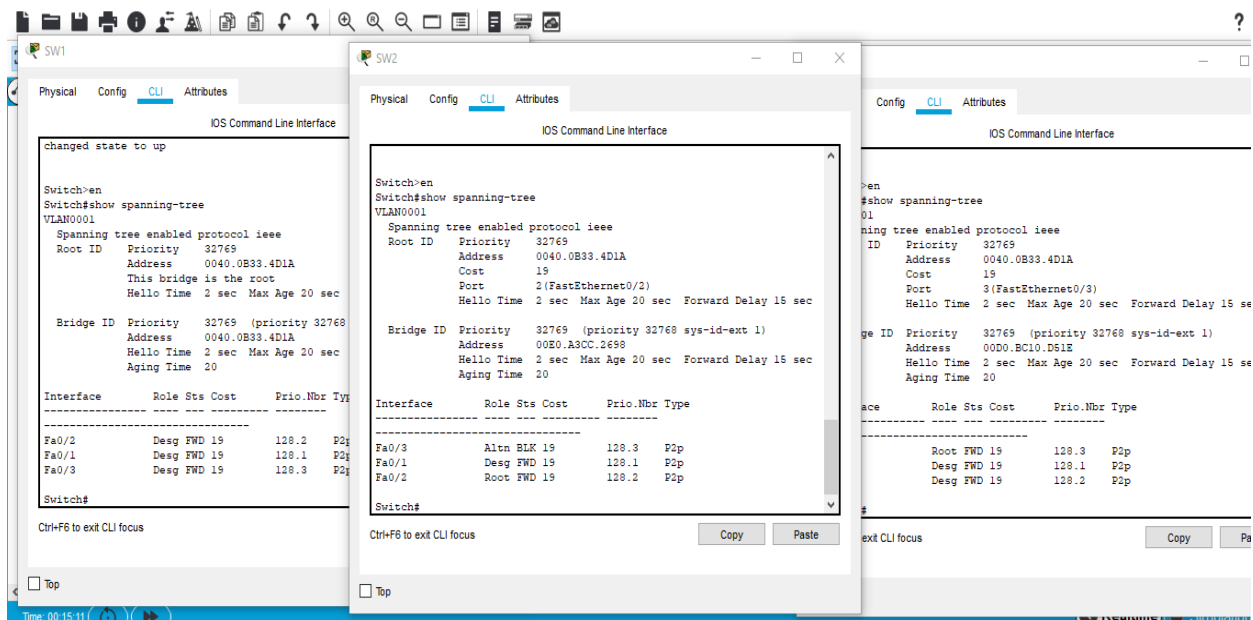 ?
SW1
Physical Config CLI Attributes
IOS Command Line Interface
changed state to up
Switch>en
Switch#show spanning-tree
VLAN0001
Spanning tree enabled protocol ieee
Root ID Priority 32769
Address 0040.0B33.4D1A
This bridge is the root
Hello Time 2 sec Max Age 20 sec
Bridge ID Priority 32769 (priority 32768
Address 0040.0B33.4D1A
Hello Time 2 sec Max Age 20 sec
Aging Time 20
Interface Role Sts Cost Prio.Nbr Typ
---------------- ---- --- --------- --------
--------------------------------
Fa0/2 Desg FWD 19 128.2 P2p
Fa0/1 Desg FWD 19 128.1 P2p
Fa0/3 Desg FWD 19 128.3 P2p
Switch#
Ctrl+F6 to exit CLI focus
Top
Time: 00:15:11
SW2
Physical Config CLI Attributes
IOS Command Line Interface
Switch>en
Switch#show spanning-tree
VLAN0001
Spanning tree enabled protocol ieee
Root ID Priority 32769
Address 0040.0B33.4D1A
Cost 19
Port 2(FastEthernet0/2)
Hello Time 2 sec Max Age 20 sec Forward Delay 15 sec
Bridge ID Priority 32769 (priority 32768 sys-id-ext 1)
Address 00E0.A3CC.2698
Hello Time 2 sec Max Age 20 sec Forward Delay 15 sec
Aging Time 20
Interface Role Sts Cost Prio.Nbr Type
---------------- ---- --- --------- --------
--------------------------------
Fa0/3 Altn BLK 19 128.3 P2p
Fa0/1 Desg FWD 19 128.1 P2p
Fa0/2 Root FWD 19 128.2 P2p
Switch#
Ctrl+F6 to exit CLI focus
Copy Paste
Top
Config CLI Attributes
IOS Command Line Interface
>en
#show spanning-tree
01
ning tree enabled protocol ieee
ID Priority 32769
Address 0040.0B33.4D1A
Cost 19
Port 3(FastEthernet0/3)
Hello Time 2 sec Max Age 20 sec Forward Delay 15 se
ge ID Priority 32769 (priority 32768 sys-id-ext 1)
Address 00D0.BC10.D51E
Hello Time 2 sec Max Age 20 sec Forward Delay 15 se
Aging Time 20
ace Role Sts Cost Prio.Nbr Type
---------- ---- --- --------- --------
--------------------------
Root FWD 19 128.3 P2p
Desg FWD 19 128.1 P2p
Desg FWD 19 128.2 P2p
#
exit CLI focus
Copy Pa